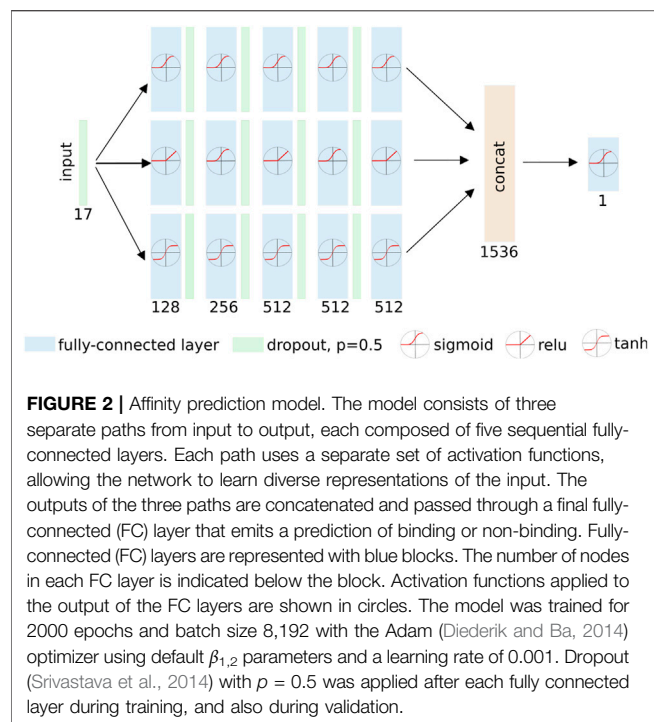 input
17
128 256 512 512 512
concat
1536
1
fully-connected layer dropout, p=0.5 sigmoid relu tanh
FIGURE 2 | Affinity prediction model. The model consists of three
separate paths from input to output, each composed of five sequential fully-
connected layers. Each path uses a separate set of activation functions,
allowing the network to learn diverse representations of the input. The
outputs of the three paths are concatenated and passed through a final fully-
connected (FC) layer that emits a prediction of binding or non-binding. Fully-
connected (FC) layers are represented with blue blocks. The number of nodes
in each FC layer is indicated below the block. Activation functions applied to
the output of the FC layers are shown in circles. The model was trained for
2000 epochs and batch size 8,192 with the Adam (Diederik and Ba, 2014)
optimizer using default β1,2 parameters and a learning rate of 0.001. Dropout
(Srivastava et al., 2014) with p = 0.5 was applied after each fully connected
layer during training, and also during validation.